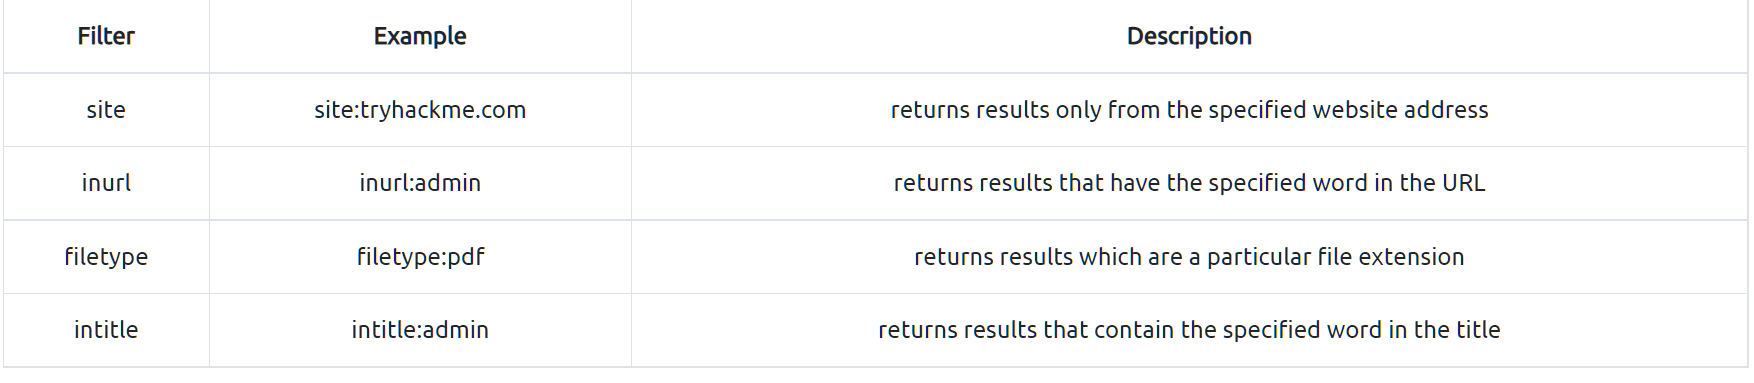 Filter Example Description
site site:tryhackme.com returns results only from the specified website address
inurl inurl:admin returns results that have the specified word in the URL
filetype filetype:pdf returns results which are a particular file extension
intitle intitle:admin returns results that contain the specified word in the title